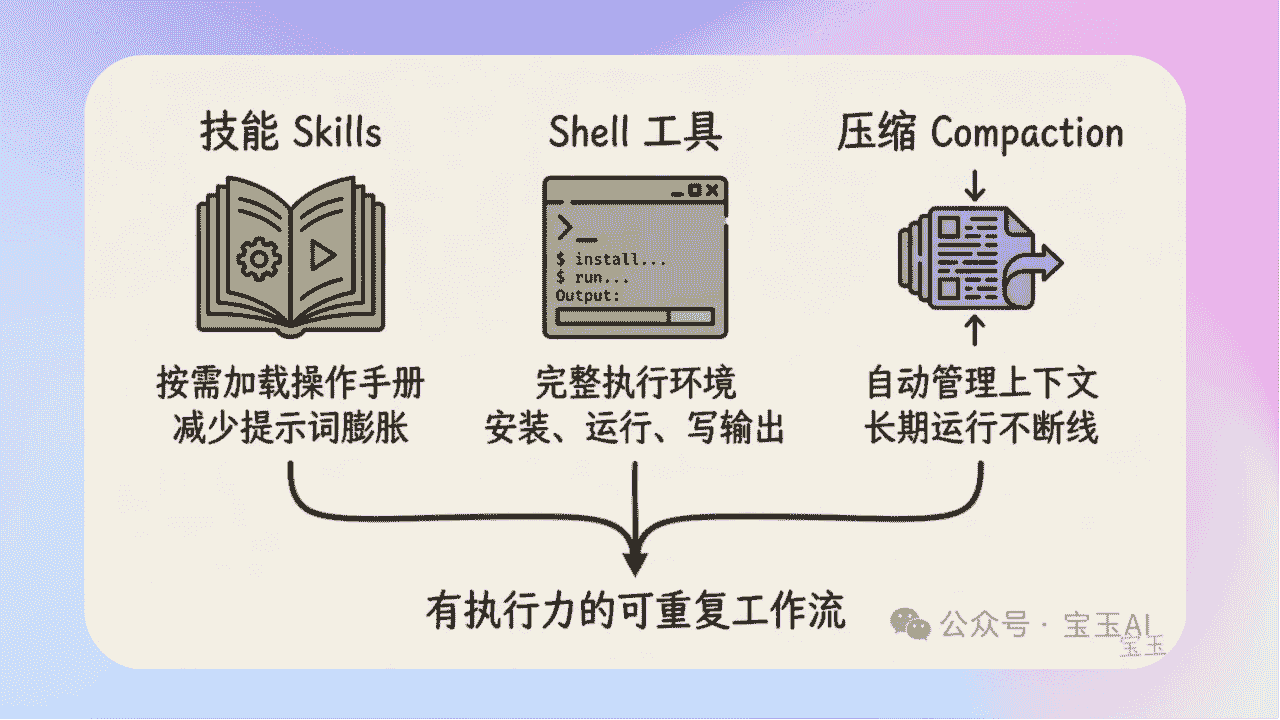 技能 Skills
Shell 工具
压缩 Compaction
$ install...
$ run...
Output:
按需加载操作手册
减少提示词膨胀
完整执行环境
安装、运行、写输出
自动管理上下文
长期运行不断线
有执行力的可重复工作流
公众号 · 宝玉AI
宝玉